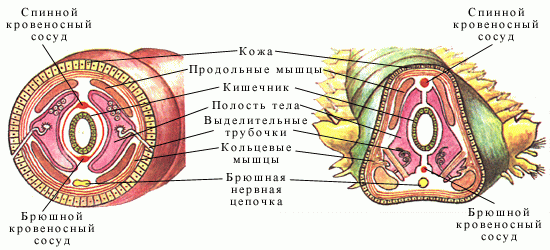 Спинной
кровеносный
сосуд
Спинной
кровеносный
сосуд
Кожа
Продольные мышцы
Кишечник
Полость тела
Выделительные
трубочки
Кольцевые
мышцы
Брюшная
нервная
цепочка
Брюшной
кровеносный
сосуд
Брюшной
кровеносный
сосуд